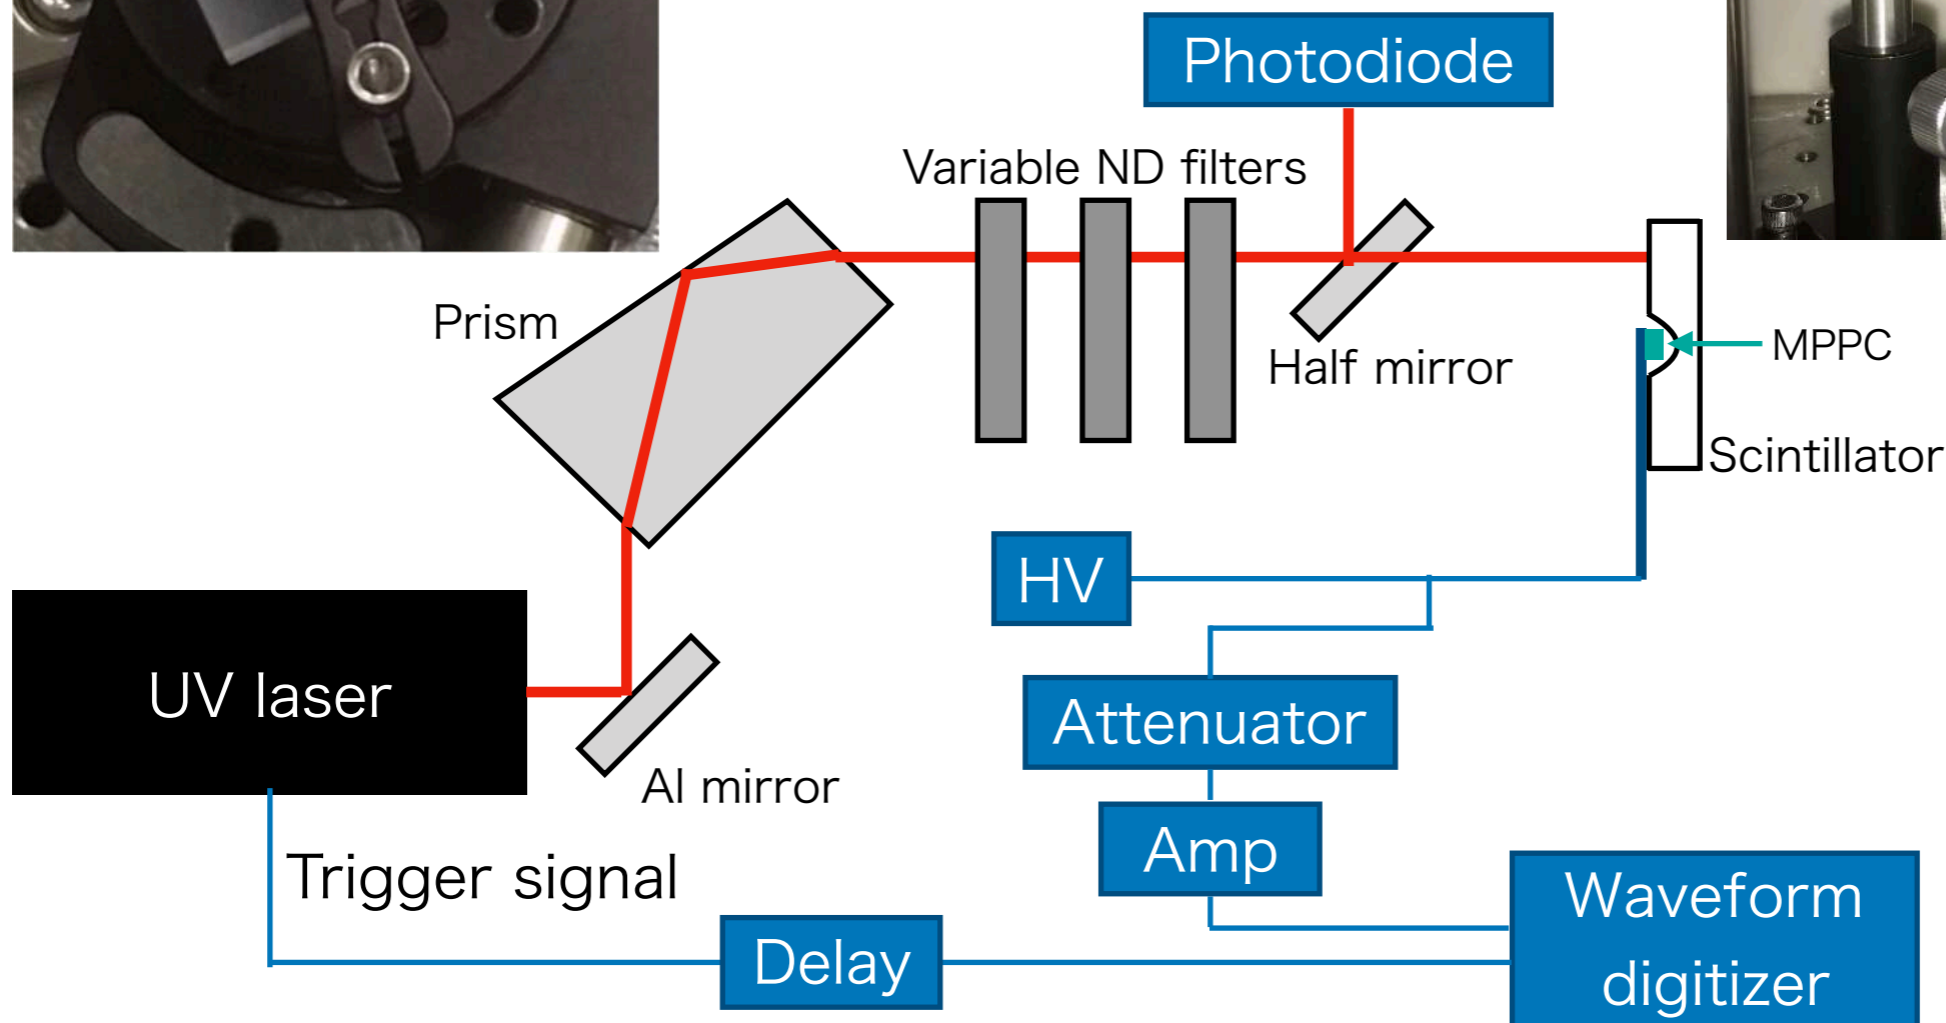 Photodiode
Variable ND filters
Prism
Half mirror
MPPC
Scintillator
HV
UV laser
Attenuator
Al mirror
Amp
Trigger signal
Waveform
digitizer
Delay